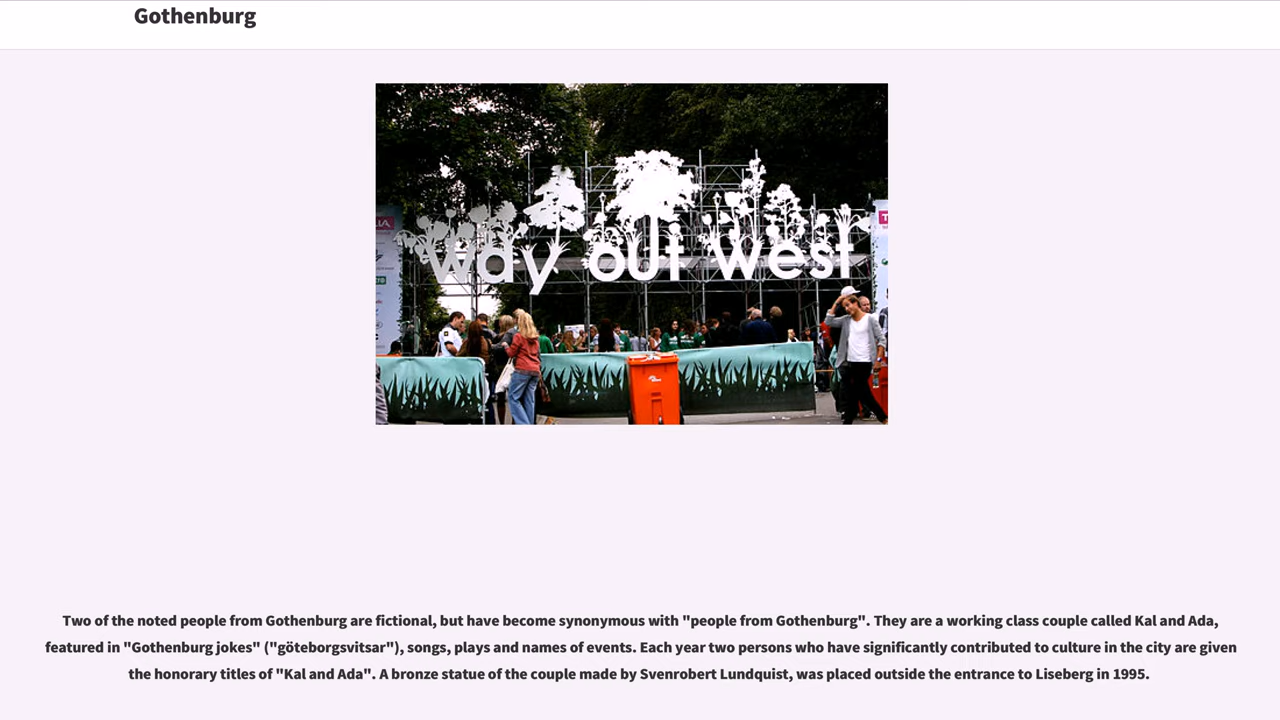 Gothenburg
way out west
Two of the noted people from Gothenburg are fictional, but have become synonymous with "people from Gothenburg". They are a working class couple called Kal and Ada,
featured in "Gothenburg jokes" ("göteborgsvitsar"), songs, plays and names of events. Each year two persons who have significantly contributed to culture in the city are given
the honorary titles of "Kal and Ada". A bronze statue of the couple made by Svenrobert Lundquist, was placed outside the entrance to Liseberg in 1995.